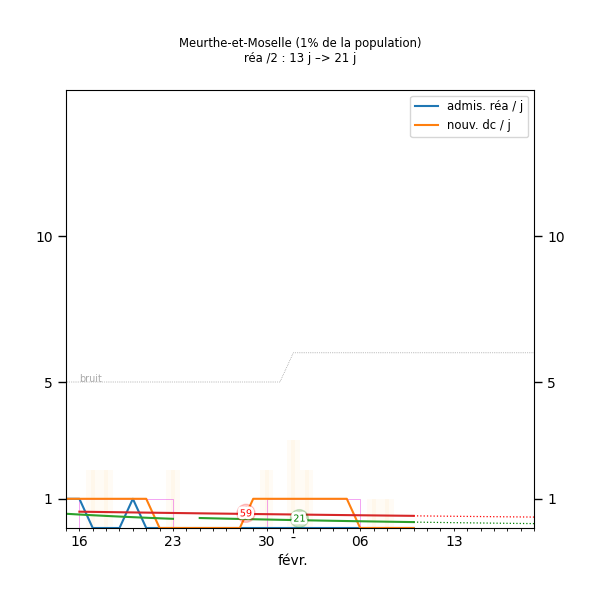 Meurthe-et-Moselle (1% de la population)
réa /2 : 13 j –> 21 j
admis. réa / j
nouv. dc / j
10
10
bruit
5
5
1
1
59
21
16
23
30
-
06
13
févr.